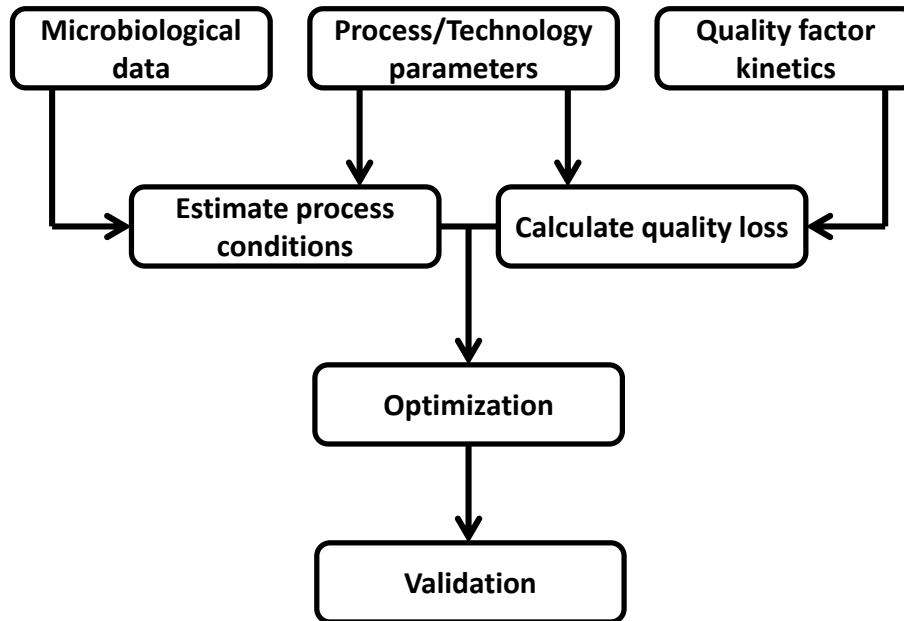 Microbiological
data
Process/Technology
parameters
Quality factor
kinetics
Estimate process
conditions
Calculate quality loss
Optimization
Validation